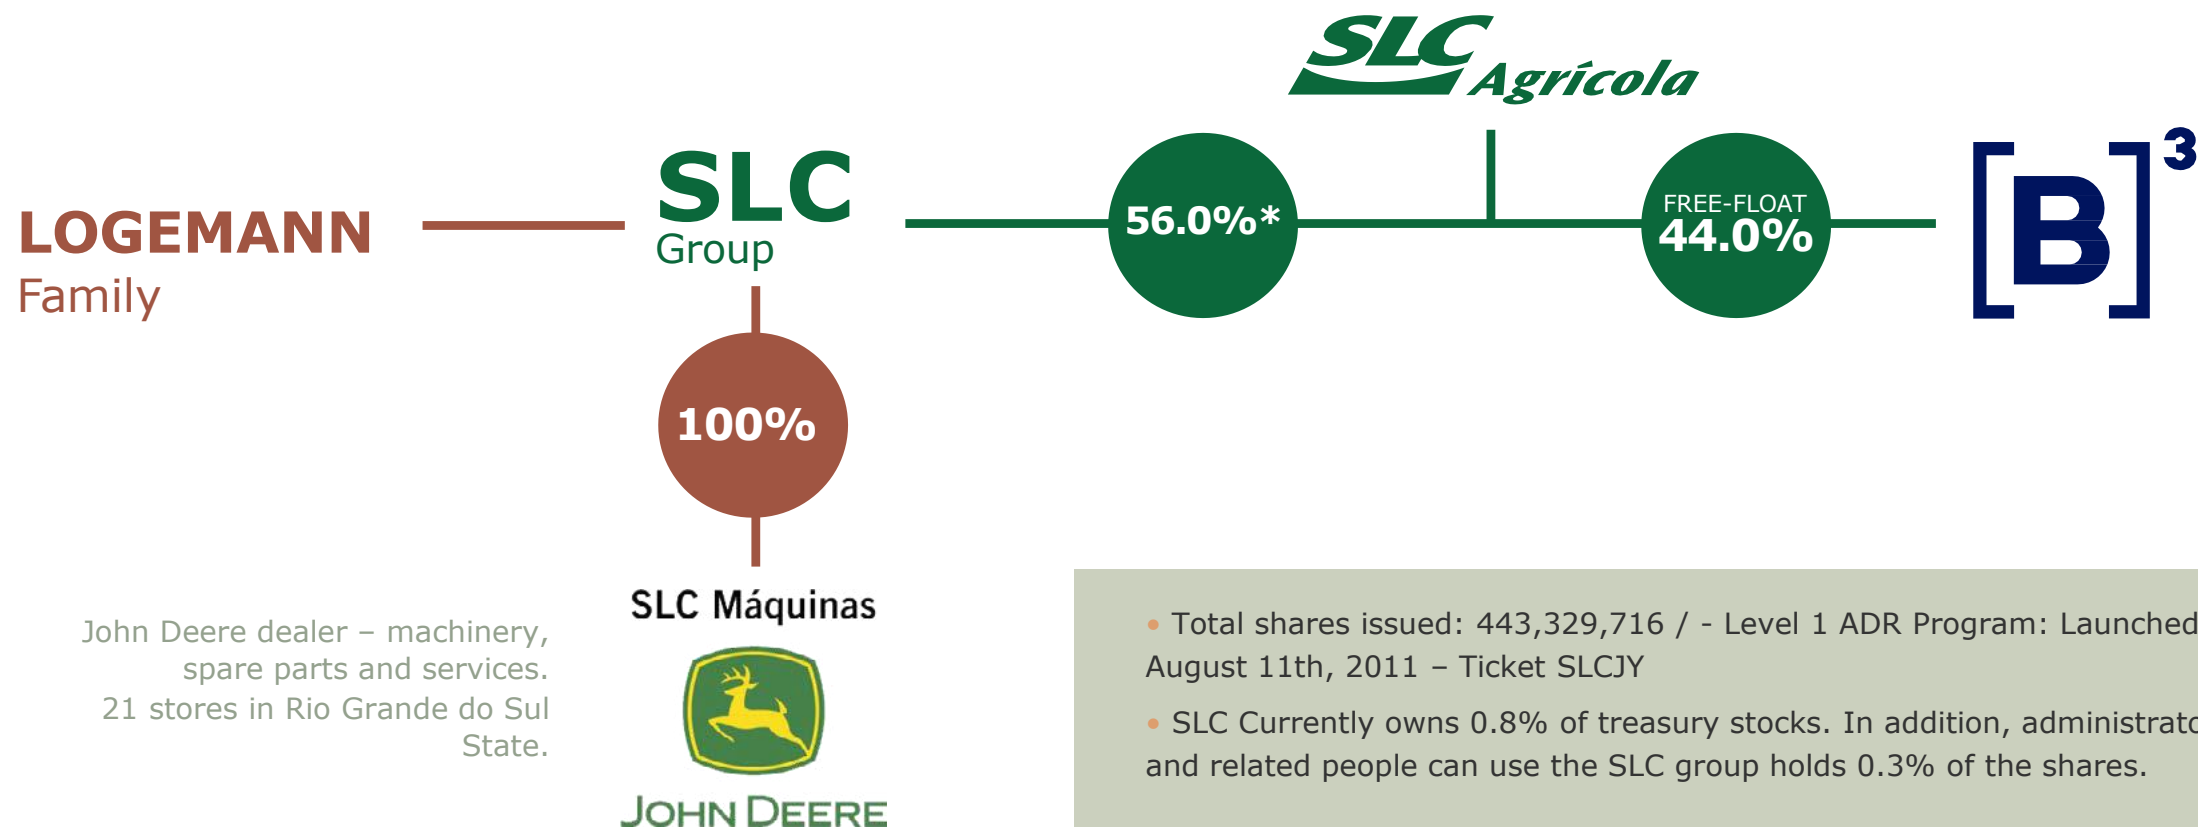 SLC
Agrícola
LOGEMANN
Family
SLC
Group
56.0%*
FREE-FLOAT
44.0%
[B]³
100%
SLC Máquinas
JOHN DEERE
John Deere dealer – machinery,
spare parts and services.
21 stores in Rio Grande do Sul
State.
• Total shares issued: 443,329,716 / - Level 1 ADR Program: Launched
August 11th, 2011 – Ticket SLCJY
• SLC Currently owns 0.8% of treasury stocks. In addition,
and related people can use the SLC group holds 0.3% of the shares.